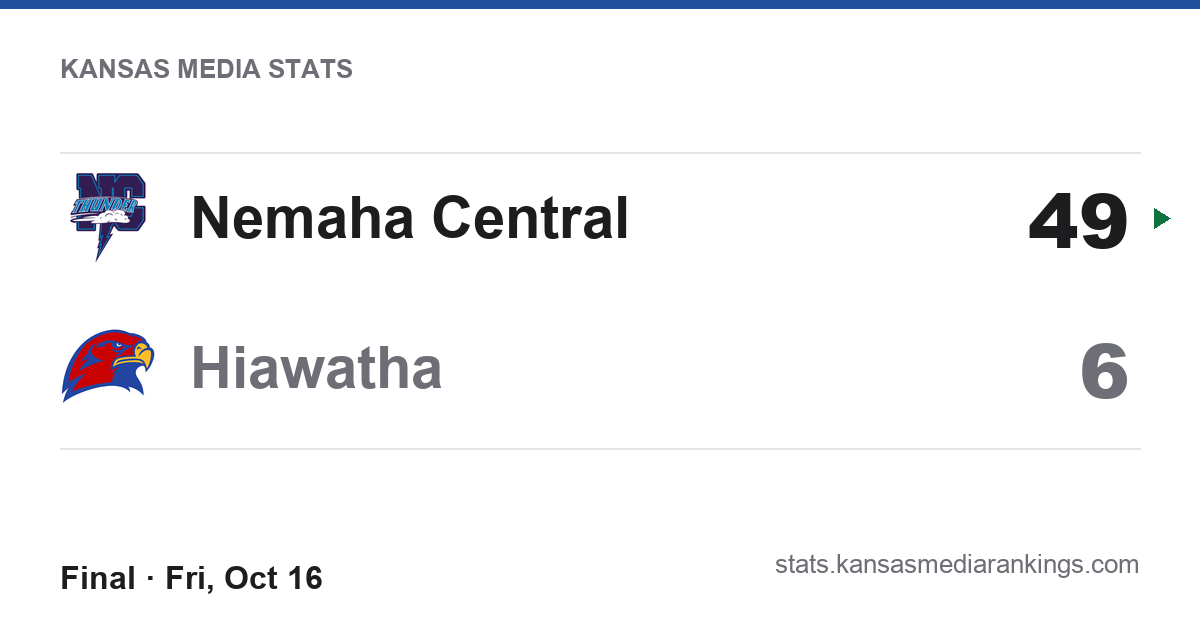 KANSAS MEDIA STATS
NC
THUNDER
Nemaha Central
49
Hiawatha
6
Final · Fri, Oct 16
stats.kansasmediarankings.com